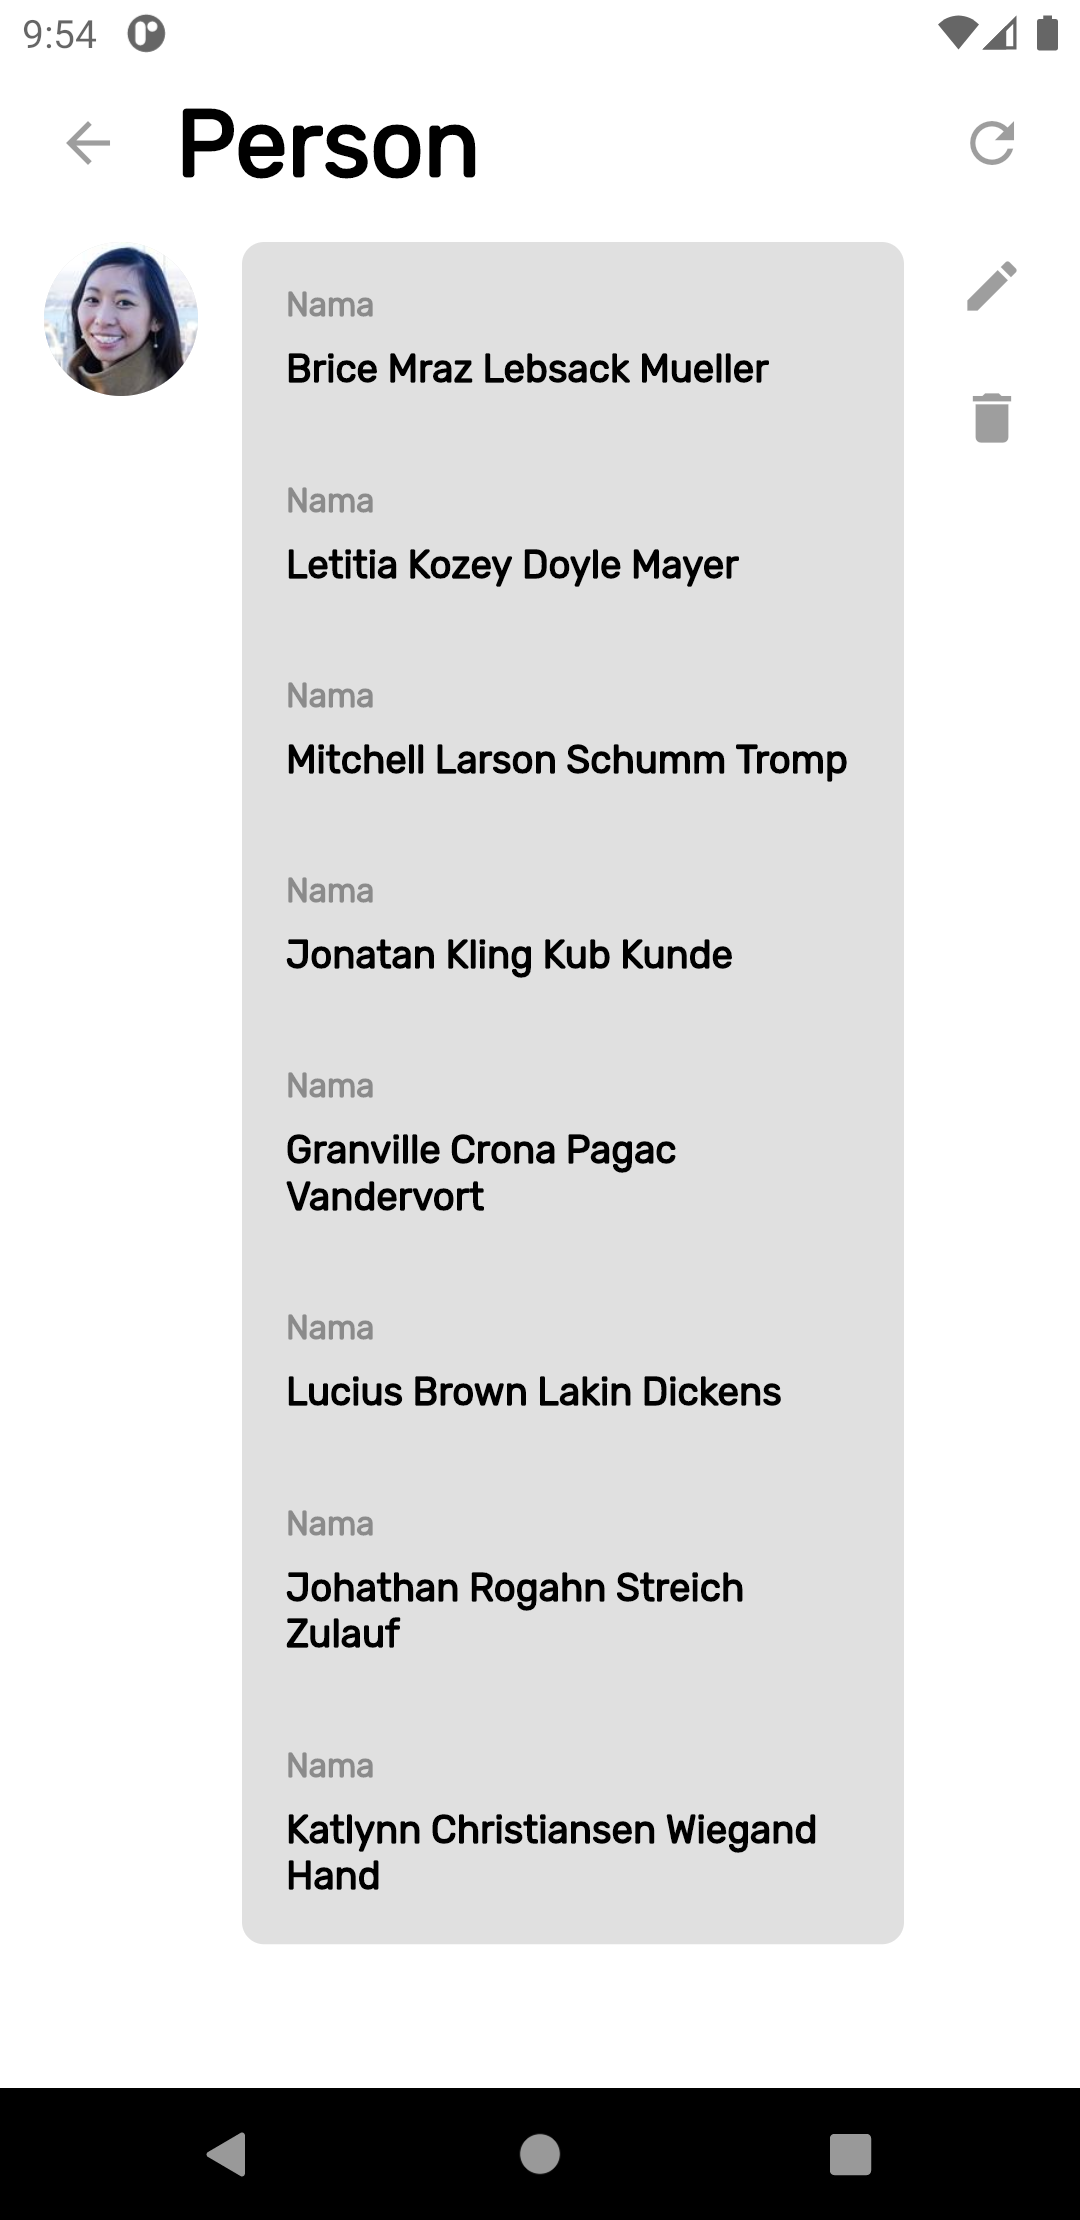 9:54
Person
Nama
Brice Mraz Lebsack Mueller
Nama
Letitia Kozey Doyle Mayer
Nama
Mitchell Larson Schumm Tromp
Nama
Jonatan Kling Kub Kunde
Nama
Granville Crona Pagac
Vandervort
Nama
Lucius Brown Lakin Dickens
Nama
Johathan Rogahn Streich
Zulauf
Nama
Katlynn Christiansen Wiegand
Hand